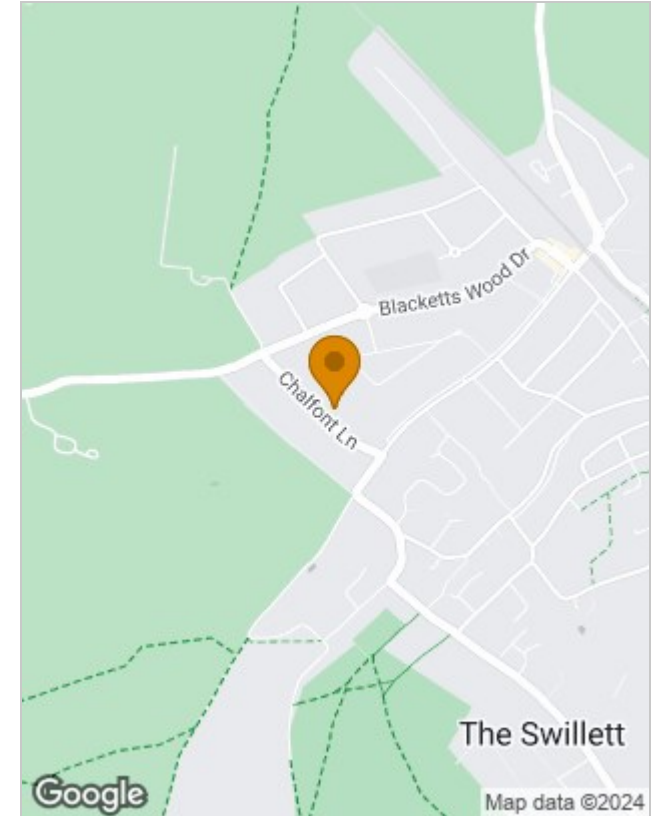 Blacketts Wood Dr
Chalfont Ln
The Swillett
Google
Map data ©2024